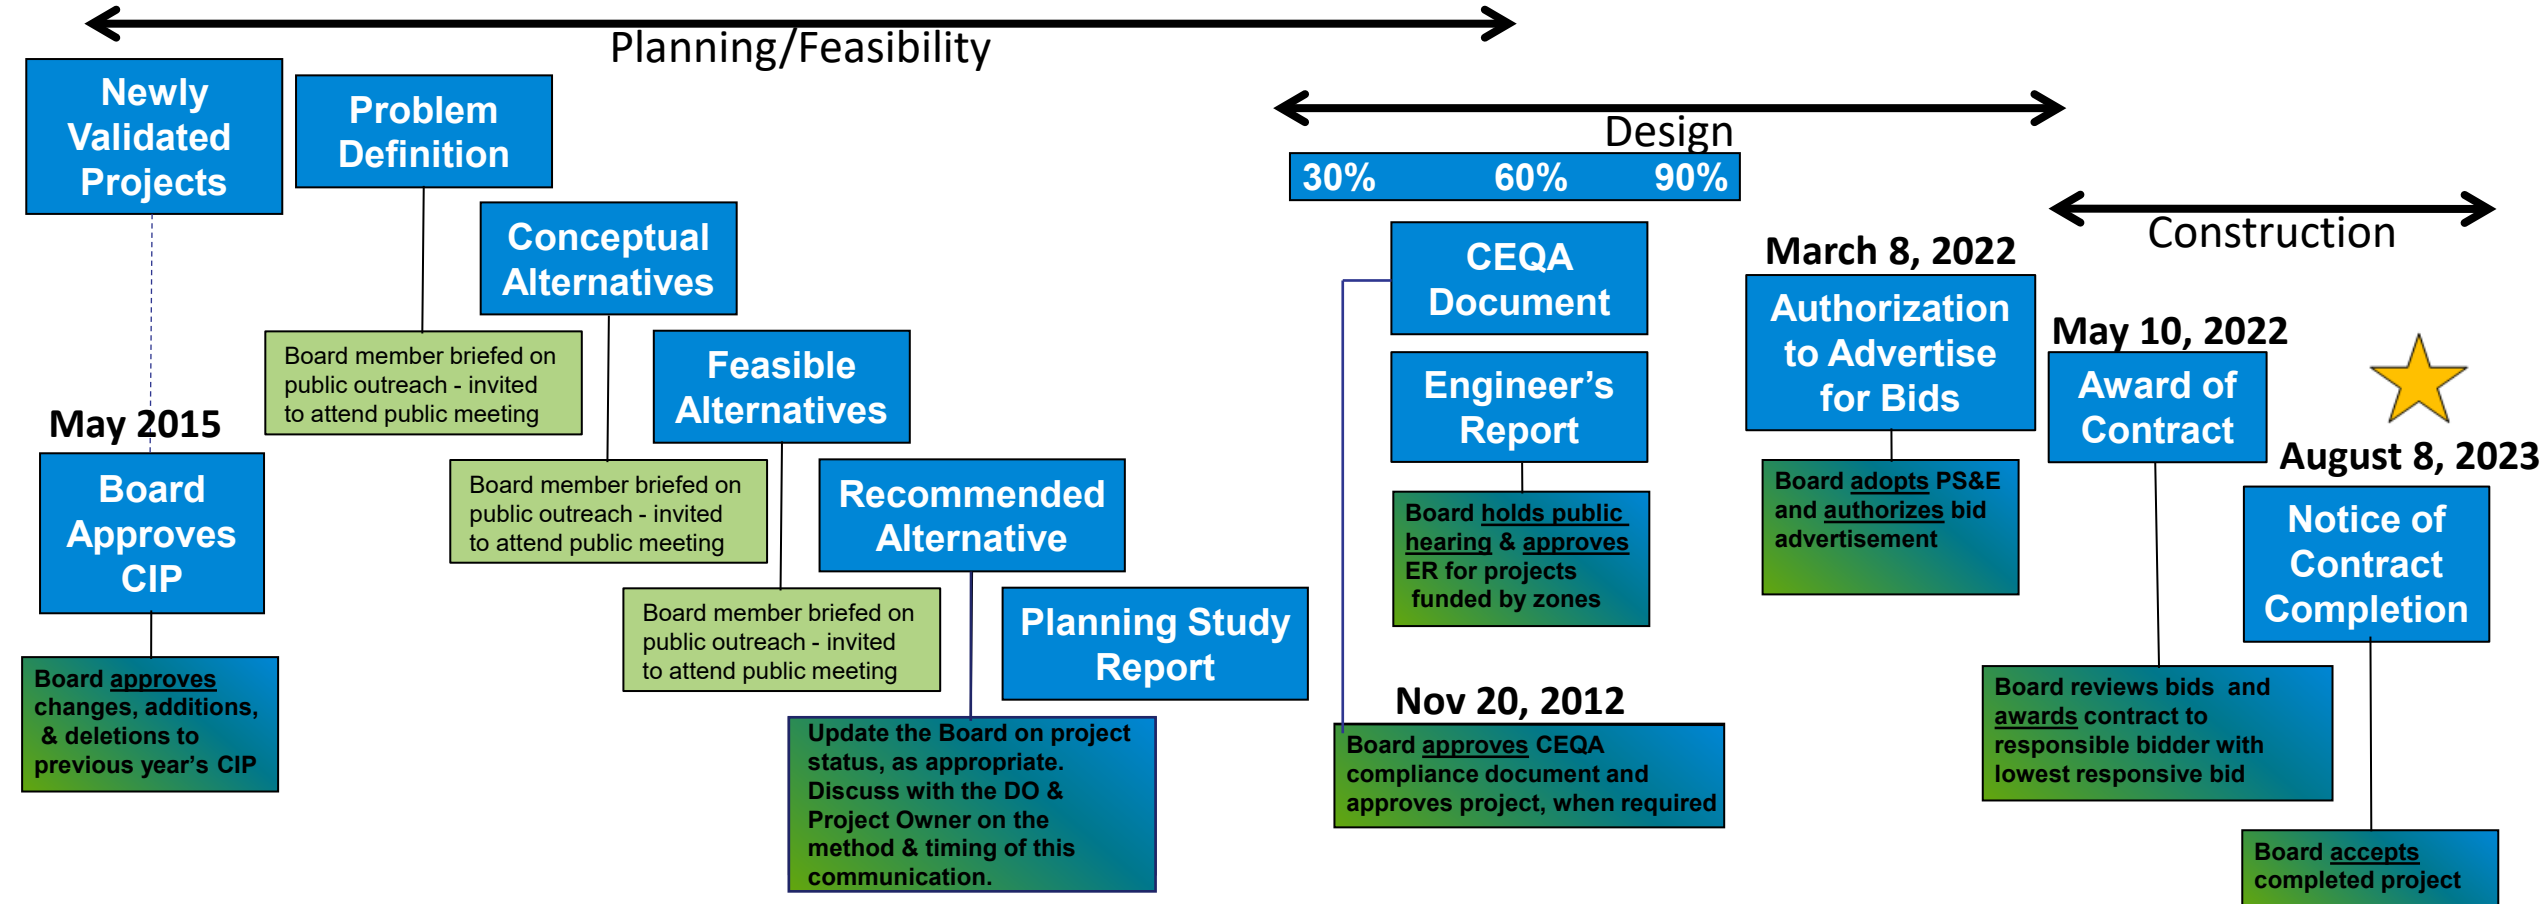 Planning/Feasibility
Newly
Validated
Projects
Problem
Definition
Board member briefed on
public outreach - invited
to attend public meeting
Conceptual
Alternatives
Board member briefed on
public outreach - invited
to attend public meeting
Feasible
Alternatives
Board member briefed on
public outreach - invited
to attend public meeting
Recommended
Alternative
Update the Board on project
status, as appropriate.
Discuss with the DO &
Project Owner on the
method & timing of this
communication.
Planning Study
Report
May 2015
Board
Approves
CIP
Board approves
changes, additions,
& deletions to
previous year’s CIP
Design
30% 60% 90%
CEQA
Document
Engineer’s
Report
Board holds public
hearing & approves
ER for projects
funded by zones
Nov 20, 2012
Board approves CEQA
compliance document and
approves project, when required
March 8, 2022
Authorization
to Advertise
for Bids
Board adopts PS&E
and authorizes bid
advertisement
Construction
May 10, 2022
Award of
Contract
Board reviews bids and
awards contract to
responsible bidder with
lowest responsive bid
August 8, 2023
Notice of
Contract
Completion
Board accepts
completed project